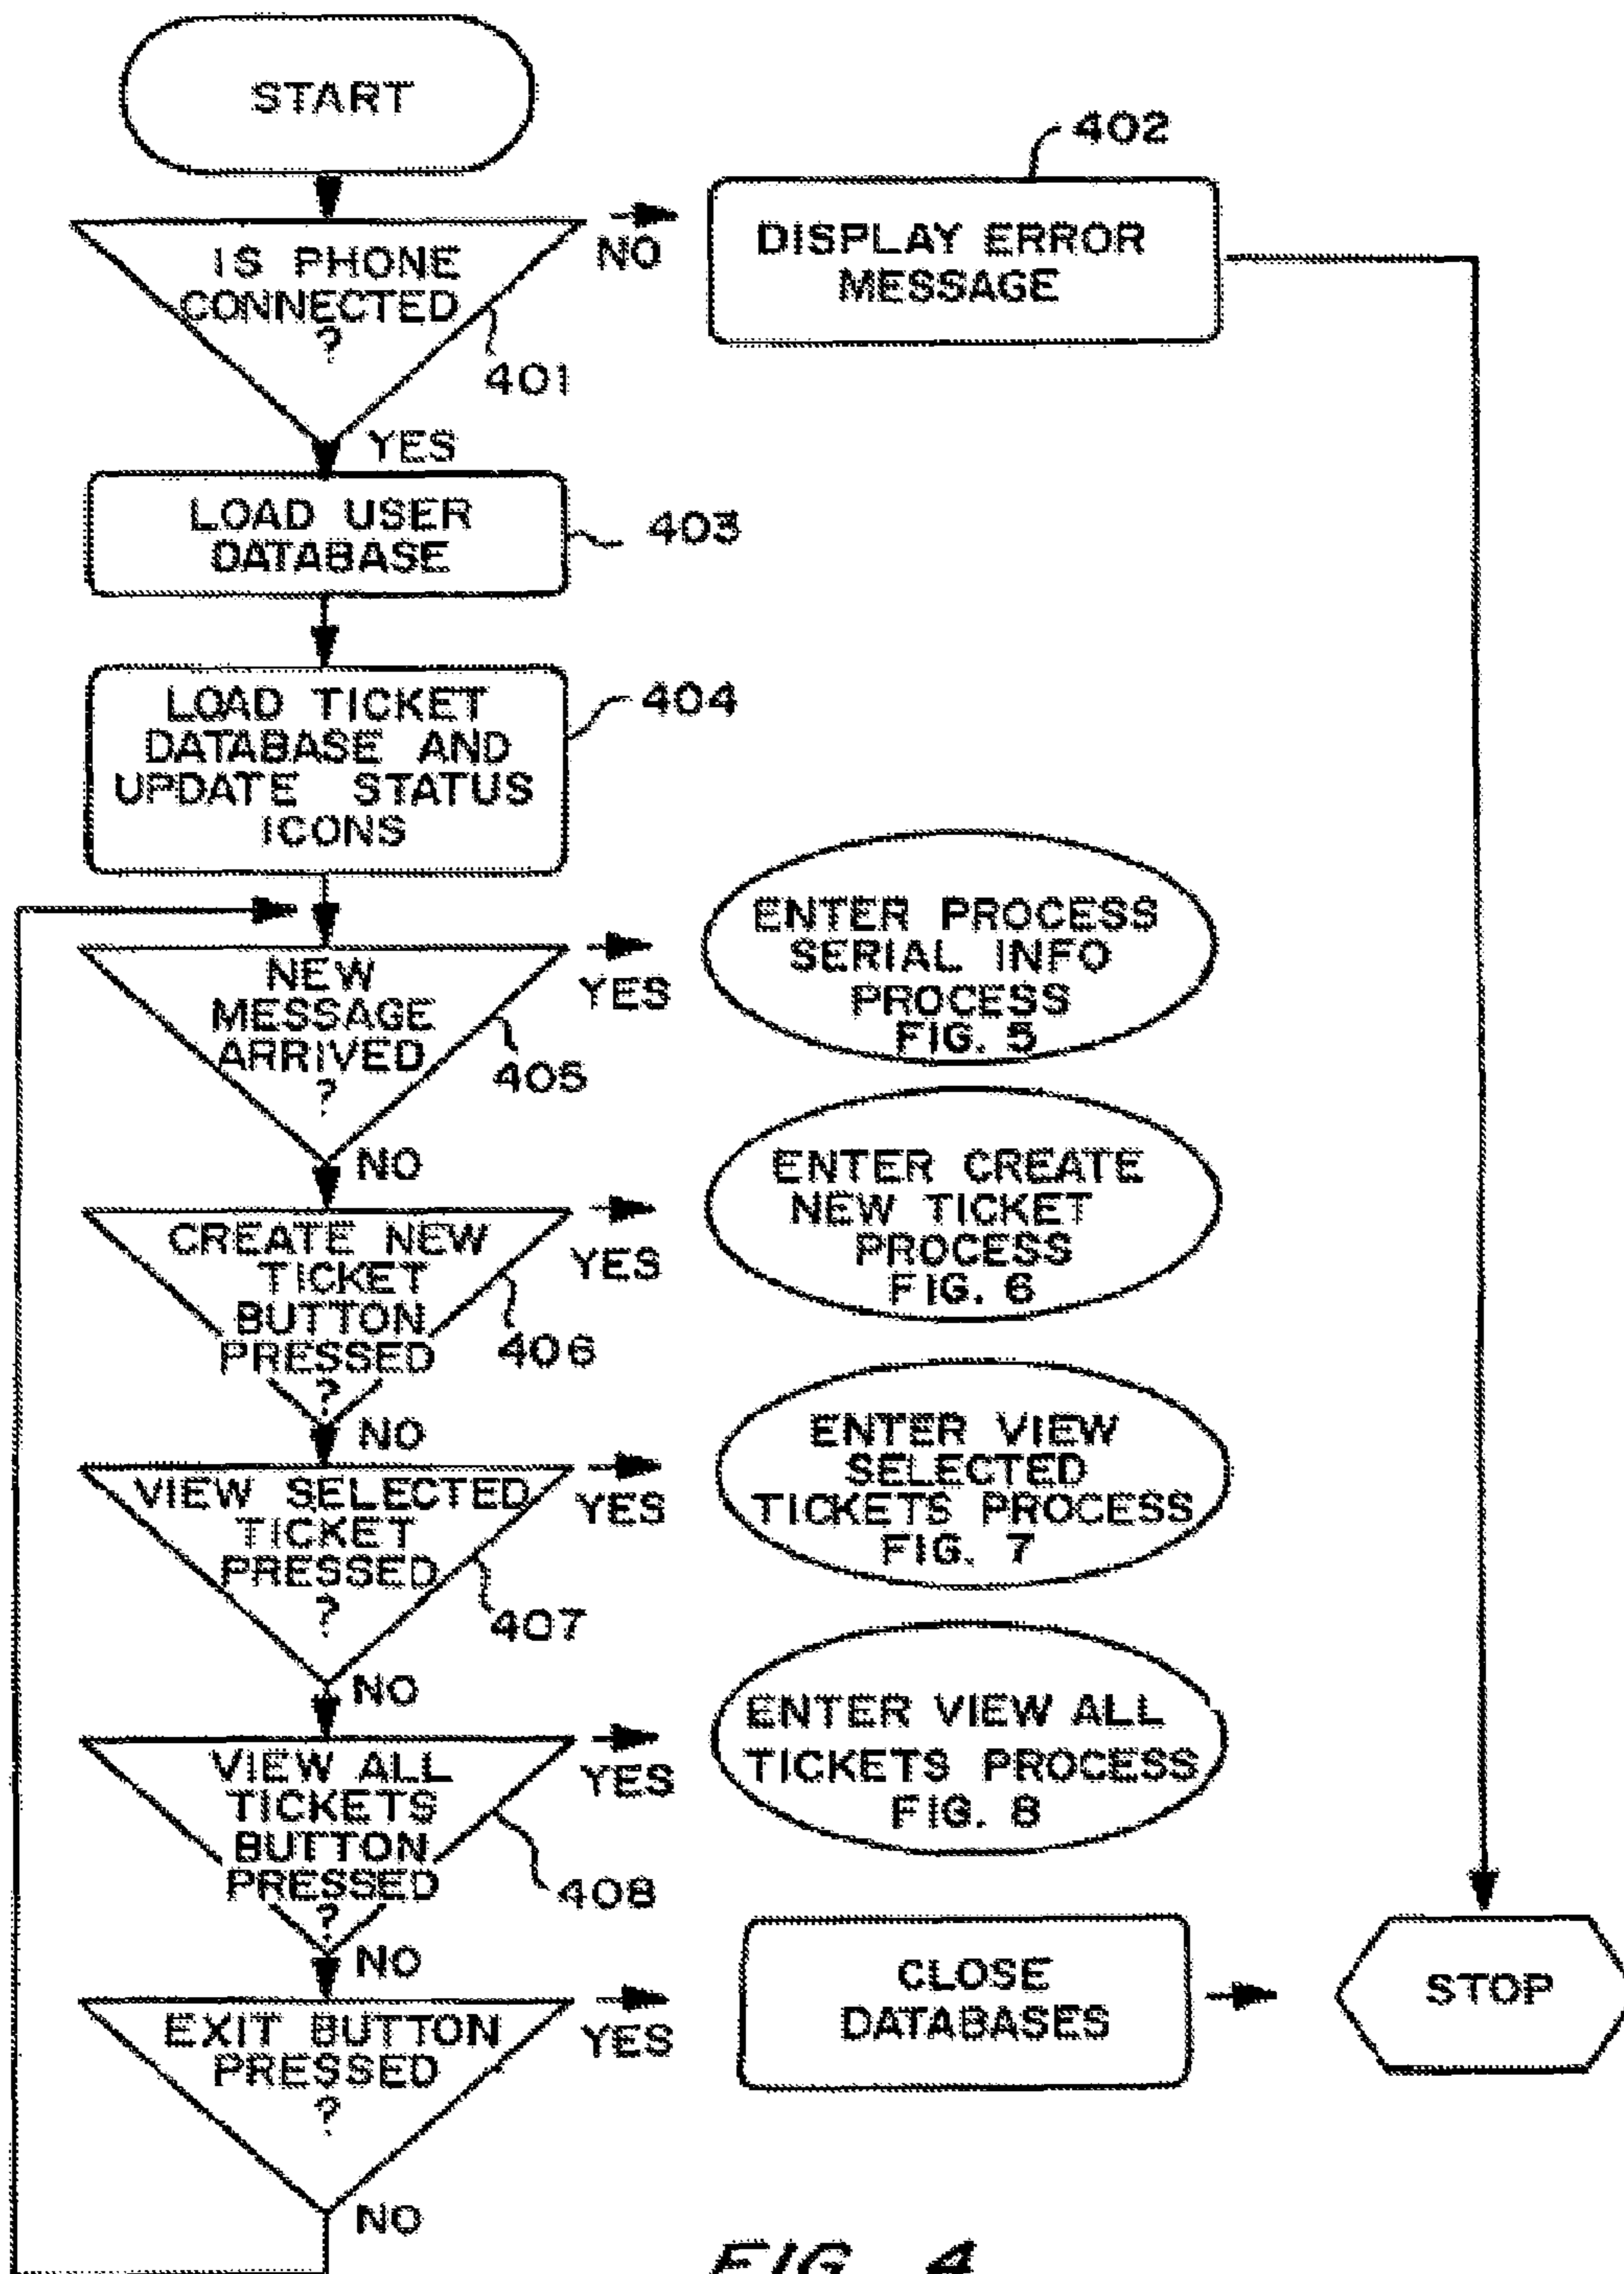 START
402
IS PHONE
CONNECTED
?
NO
DISPLAY ERROR
MESSAGE
401
YES
LOAD USER
DATABASE
403
LOAD TICKET
DATABASE AND
UPDATE STATUS
ICONS
404
NEW
MESSAGE
ARRIVED
?
YES
405
ENTER PROCESS
SERIAL INFO
PROCESS
FIG. 5
NO
CREATE NEW
TICKET
BUTTON
PRESSED
?
YES
406
ENTER CREATE
NEW TICKET
PROCESS
FIG. 6
NO
VIEW SELECTED
TICKET
PRESSED
?
YES
407
ENTER VIEW
SELECTED
TICKETS PROCESS
FIG. 7
NO
VIEW ALL
TICKETS
BUTTON
PRESSED
?
YES
408
ENTER VIEW ALL
TICKETS PROCESS
FIG. 8
NO
EXIT BUTTON
PRESSED
?
YES
CLOSE
DATABASES
STOP
NO
FIG. 4